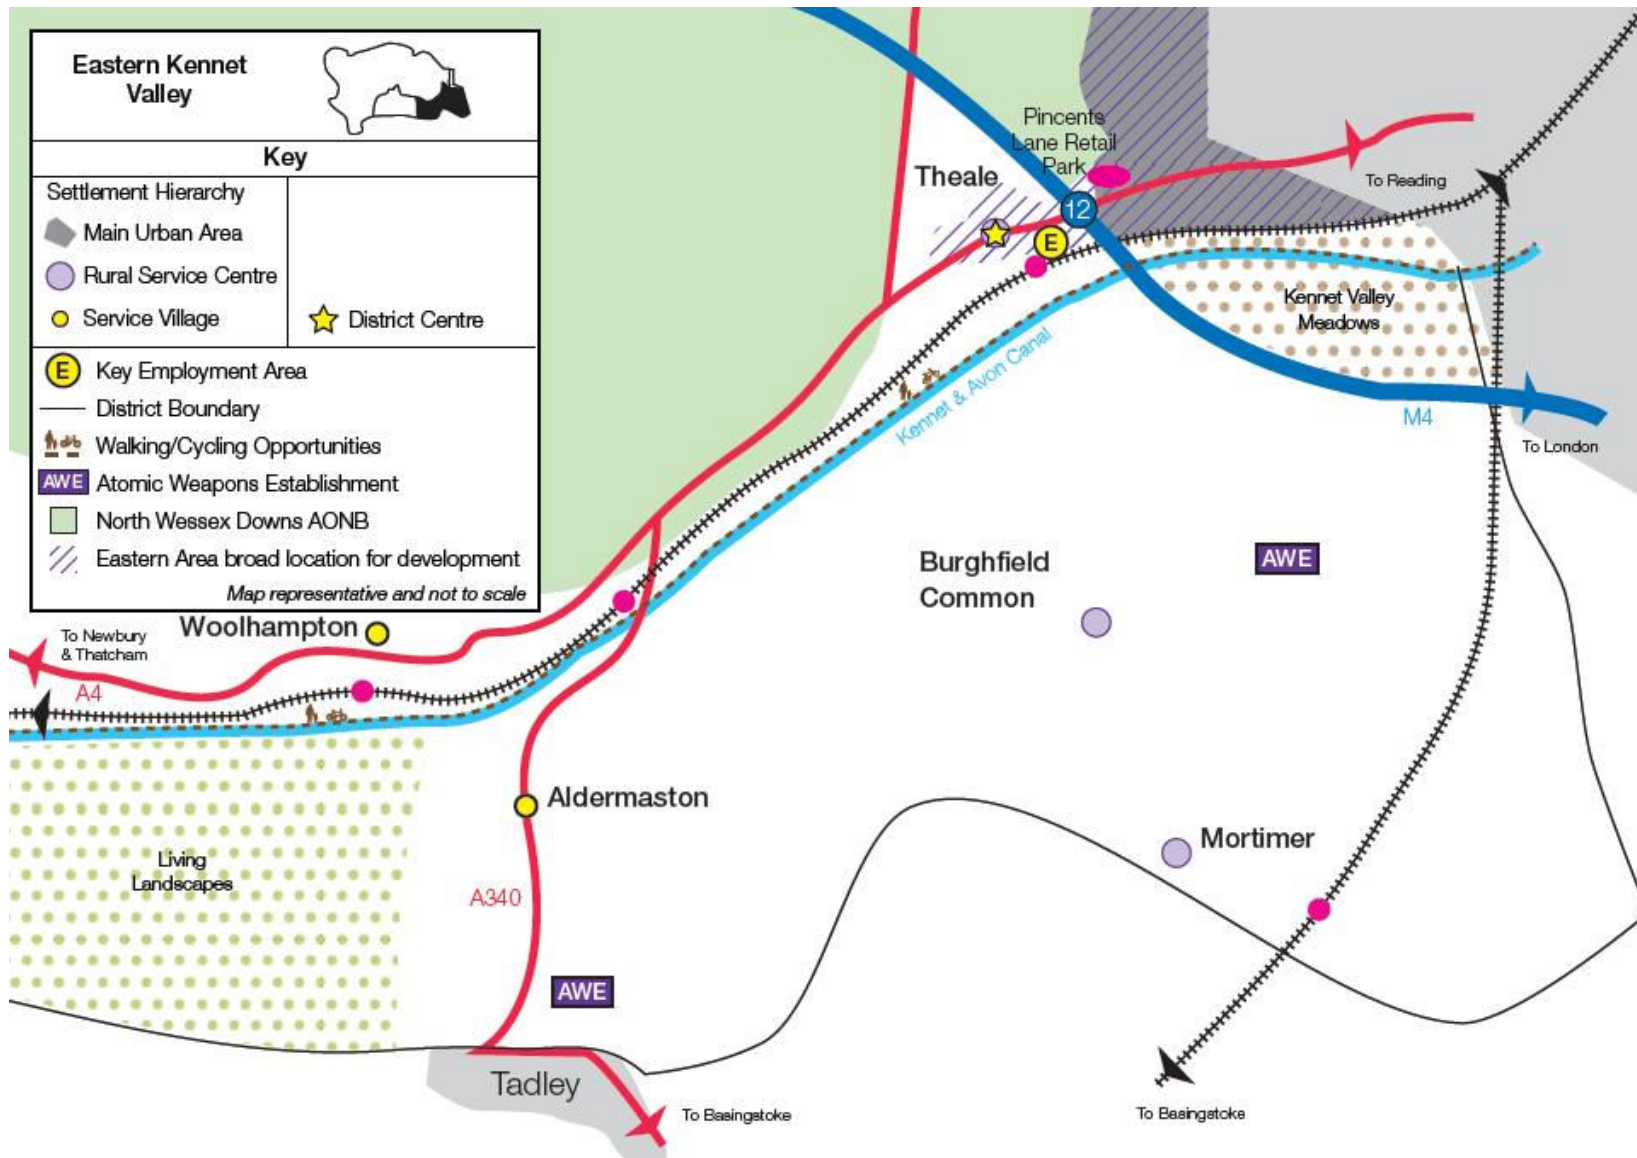 Eastern Kennet
Valley
Key
Settlement Hierarchy
Main Urban Area
Rural Service Centre
Service Village
District Centre
E
Key Employment Area
District Boundary
Walking/Cycling Opportunities
AWE
Atomic Weapons Establishment
North Wessex Downs AONB
Eastern Area broad location for development
Map representative and not to scale
Pincents
Lane Retail
Park
Theale
12
E
To Reading
Kennet Valley
Meadows
Kennet & Avon Canal
M4
To London
Burghfield
Common
AWE
Woolhampton
To Newbury
& Thatcham
A4
Aldermaston
Mortimer
Living
Landscapes
A340
AWE
Tadley
To Basingstoke
To Basingstoke